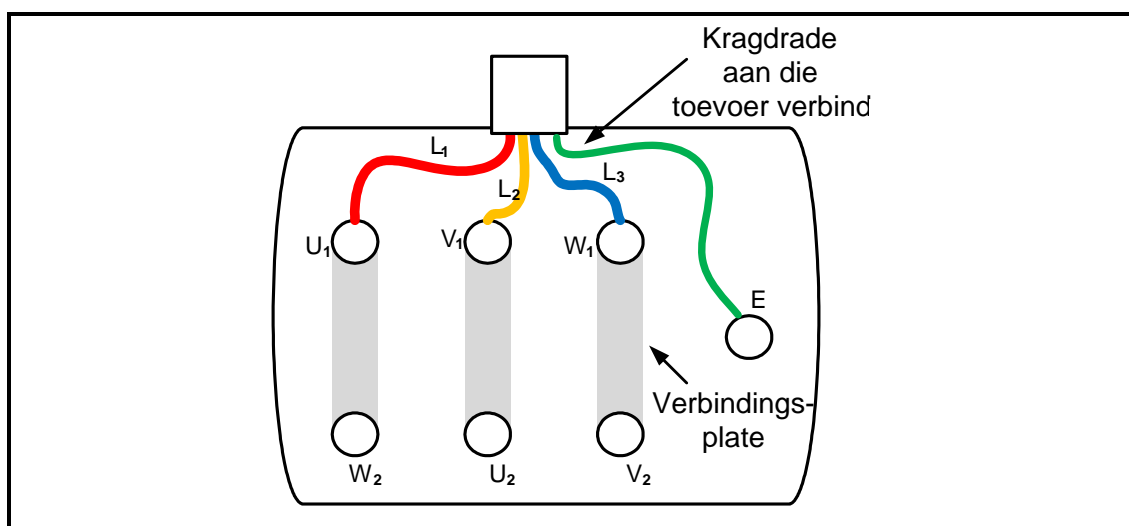 Kragdrade
aan die
toevoer verbind
L1
L2
L3
U1
V1
W1
E
Verbindings-
plate
W2
U2
V2